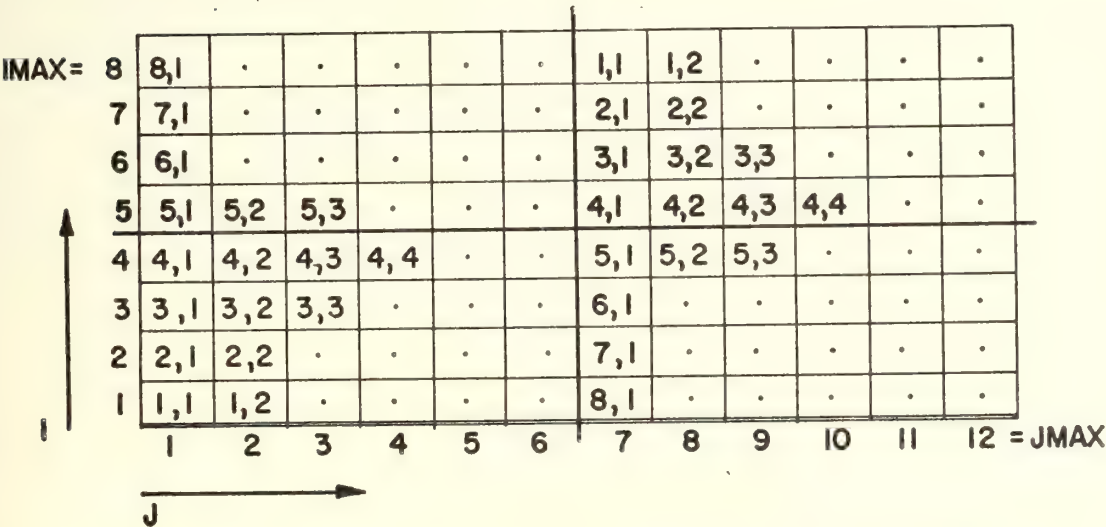 IMAX= 8 8,1 · · · · · 1,1 1,2 · · · ·
7 7,1 · · · · · 2,1 2,2 · · · ·
6 6,1 · · · · · 3,1 3,2 3,3 · · ·
5 5,1 5,2 5,3 · · · 4,1 4,2 4,3 4,4 · ·
4 4,1 4,2 4,3 4,4 · · 5,1 5,2 5,3 · · ·
3 3,1 3,2 3,3 · · · 6,1 · · · · ·
2 2,1 2,2 · · · · 7,1 · · · · ·
1 1,1 1,2 · · · · 8,1 · · · · ·
I
1 2 3 4 5 6 7 8 9 10 11 12 = JMAX
J